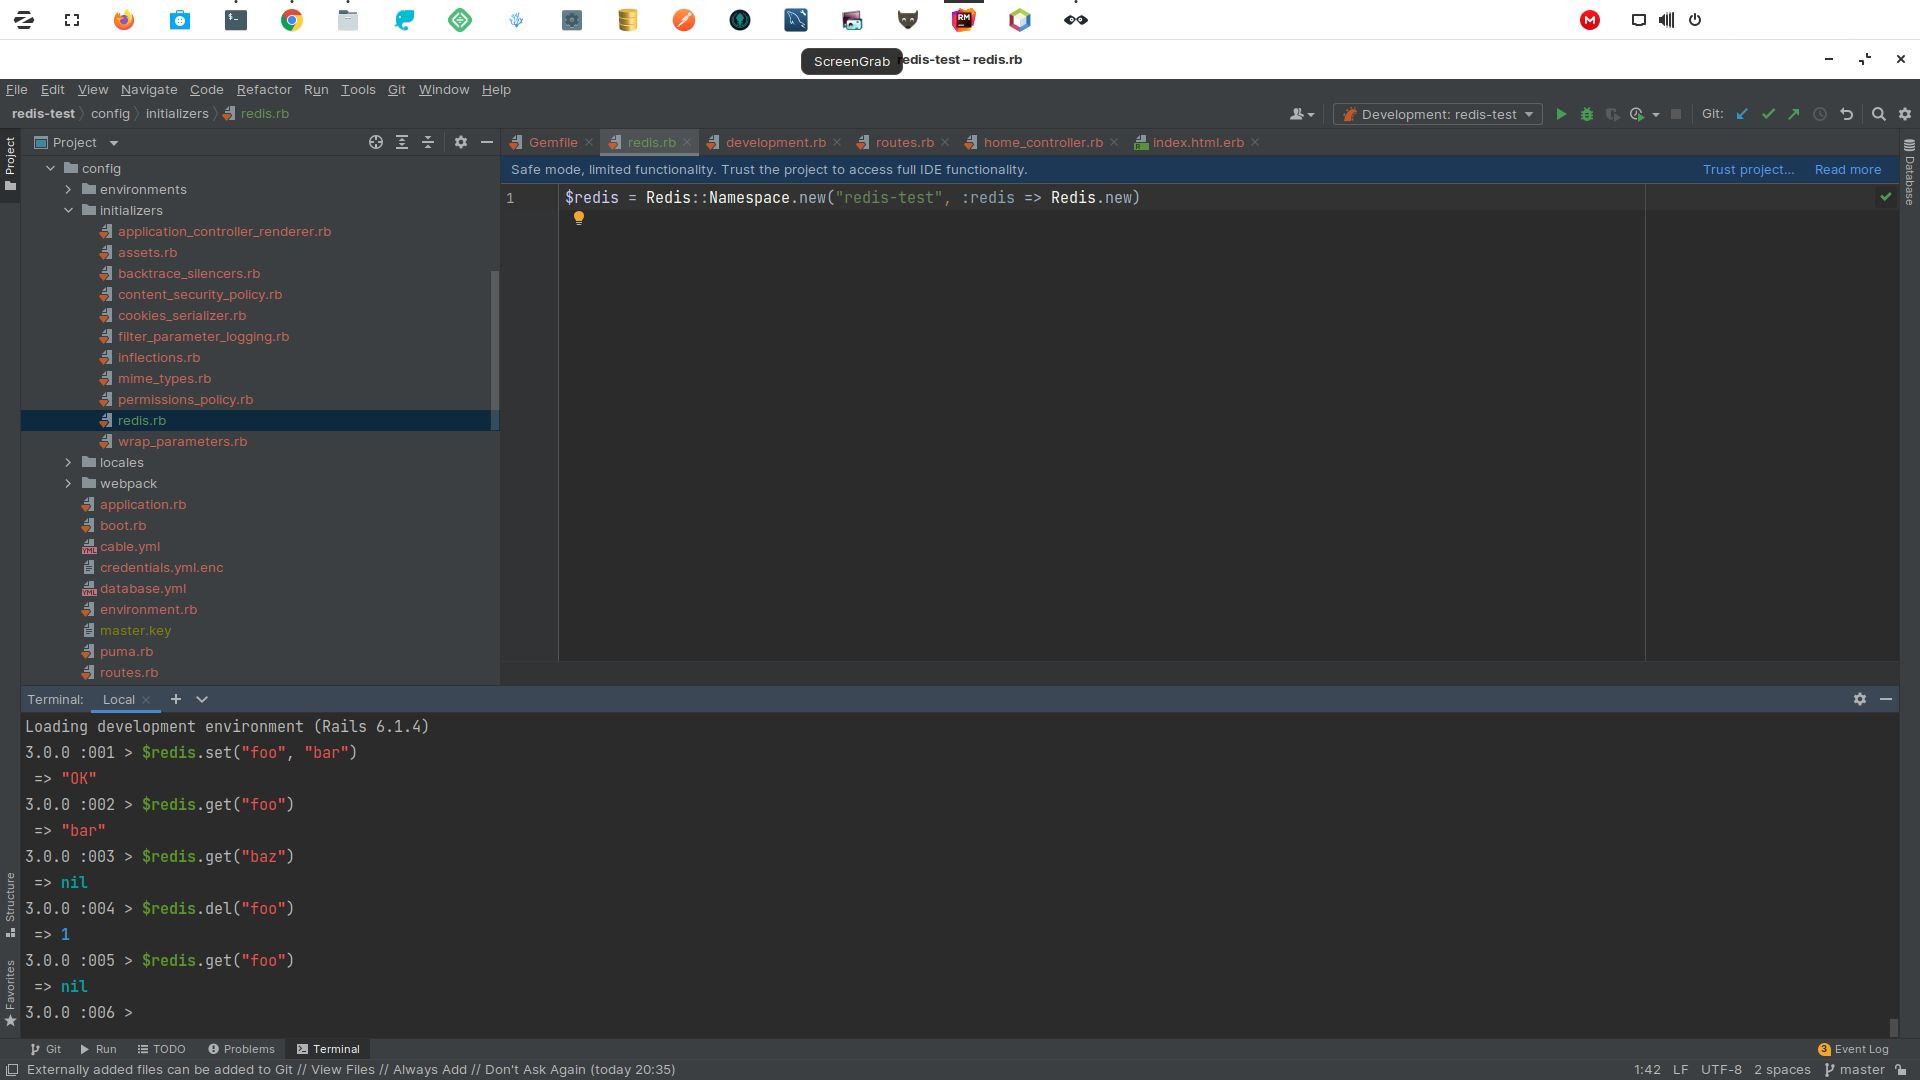 ScreenGrab
redis-test – redis.rb
File Edit View Navigate Code Refactor Run Tools Git Window Help
redis-test config initializers redis.rb
Development: redis-test
Git:
Project
Project
config
environments
initializers
application_controller_renderer.rb
assets.rb
backtrace_silencers.rb
content_security_policy.rb
cookies_serializer.rb
filter_parameter_logging.rb
inflections.rb
mime_types.rb
permissions_policy.rb
redis.rb
wrap_parameters.rb
locales
webpack
application.rb
boot.rb
cable.yml
credentials.yml.enc
database.yml
environment.rb
master.key
puma.rb
routes.rb
Gemfile redis.rb development.rb routes.rb home_controller.rb index.html.erb
Safe mode, limited functionality. Trust the project to access full IDE functionality. Trust project... Read more
1 $redis = Redis::Namespace.new("redis-test", :redis => Redis.new)
Database
Terminal: Local
Loading development environment (Rails 6.1.4)
3.0.0 :001 > $redis.set("foo", "bar")
=> "OK"
3.0.0 :002 > $redis.get("foo")
=> "bar"
3.0.0 :003 > $redis.get("baz")
=> nil
3.0.0 :004 > $redis.del("foo")
=> 1
3.0.0 :005 > $redis.get("foo")
=> nil
3.0.0 :006 >
Structure
Favorites
Git Run TODO Problems Terminal 3 Event Log
Externally added files can be added to Git // View Files // Always Add // Don't Ask Again (today 20:35) 1:42 LF UTF-8 2 spaces master